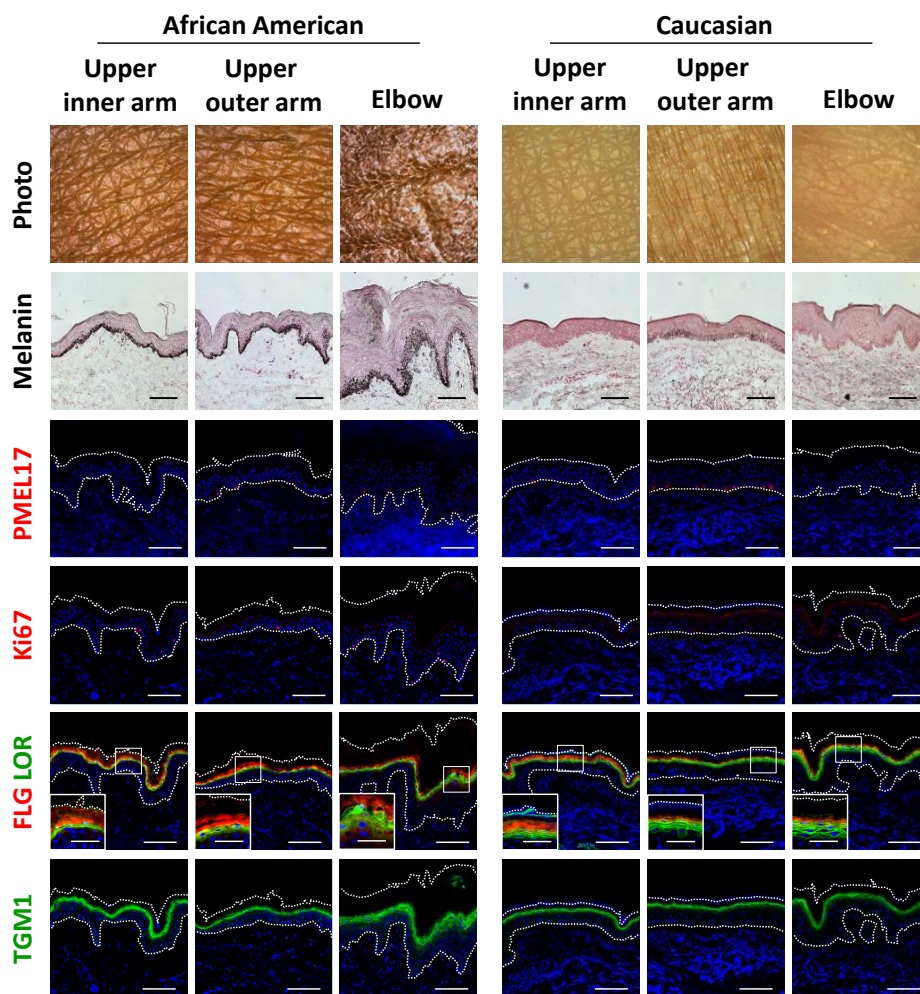 African American
Caucasian
Upper
inner arm
Upper
outer arm
Elbow
Upper
inner arm
Upper
outer arm
Elbow
Photo
Melanin
PMEL17
Ki67
FLG LOR
TGM1